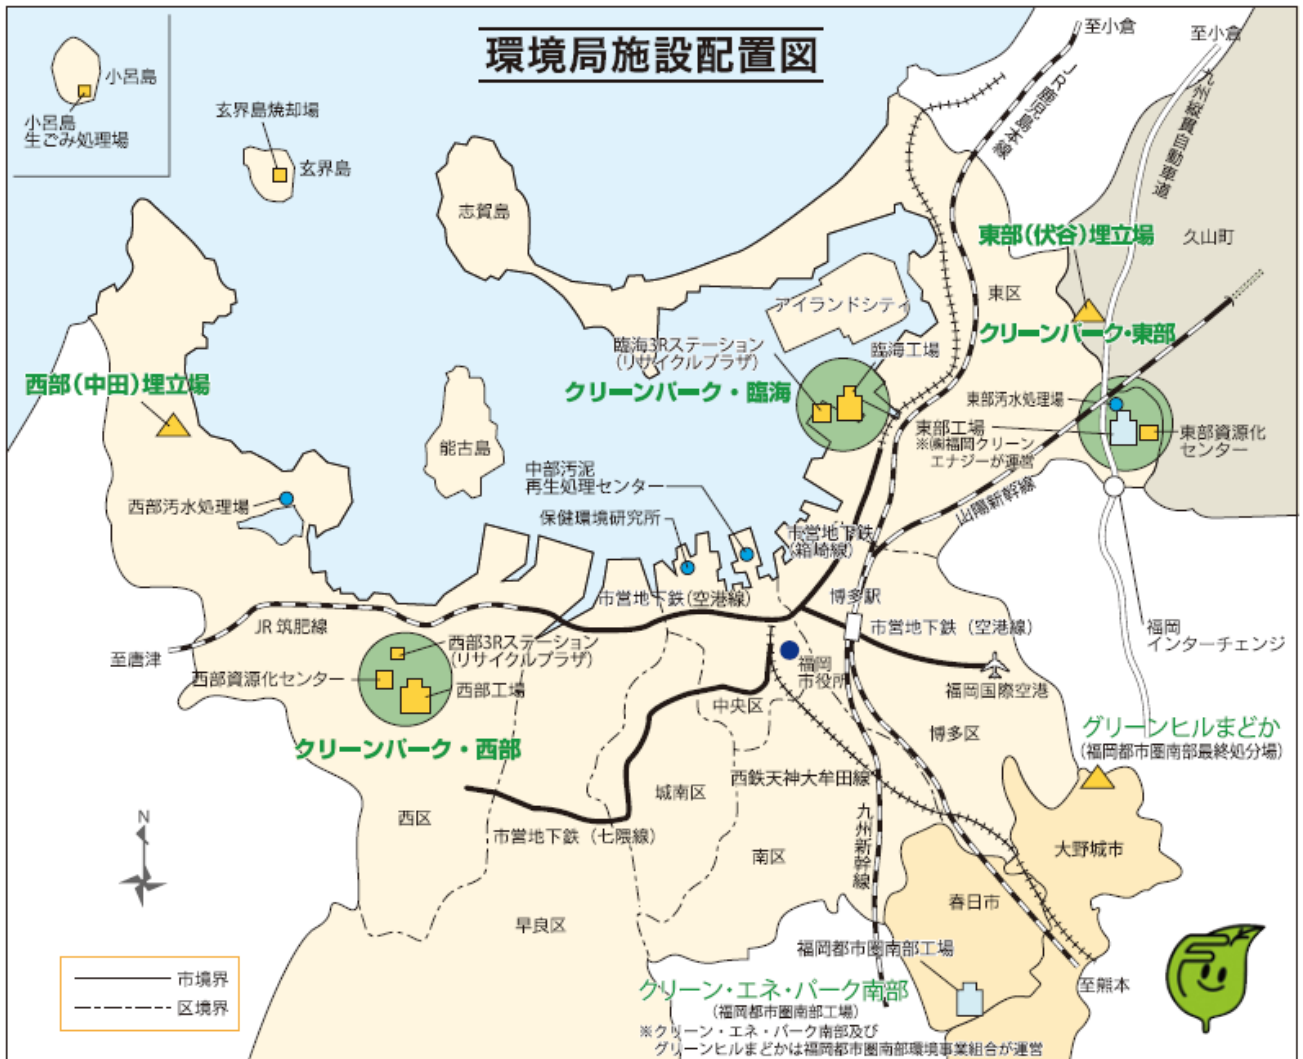 環境局施設配置図
至小倉
至小倉
小呂島
小呂島
生ごみ処理場
玄界島焼却場
玄界島
JR鹿児島本線
九州縦貫自動車道
志賀島
東部(伏谷)埋立場
久山町
東区
アイランドシティ
クリーンパーク・東部
臨海3Rステーション
(リサイクルプラザ)
臨海工場
西部(中田)埋立場
クリーンパーク・臨海
東部汚水処理場
東部工場
※㈱福岡クリーン
エナジーが運営
東部資源化
センター
能古島
中部汚泥
再生処理センター
西部汚水処理場
保健環境研究所
山陽新幹線
市営地下鉄
(箱崎線)
市営地下鉄(空港線)
博多駅
JR 筑肥線
市営地下鉄(空港線)
福岡
インターチェンジ
至唐津
西部3Rステーション
(リサイクルプラザ)
福岡
市役所
西部資源化センター
西部工場
福岡国際空港
中央区
博多区
グリーンヒルまどか
(福岡都市圏南部最終処分場)
クリーンパーク・西部
西鉄天神大牟田線
城南区
西区
市営地下鉄(七隈線)
九州新幹線
南区
大野城市
春日市
早良区
N
福岡都市圏南部工場
市境界
区境界
クリーン・エネ・パーク南部
(福岡都市圏南部工場)
至熊本
※クリーン・エネ・パーク南部及び
グリーンヒルまどかは福岡都市圏南部環境事業組合が運営